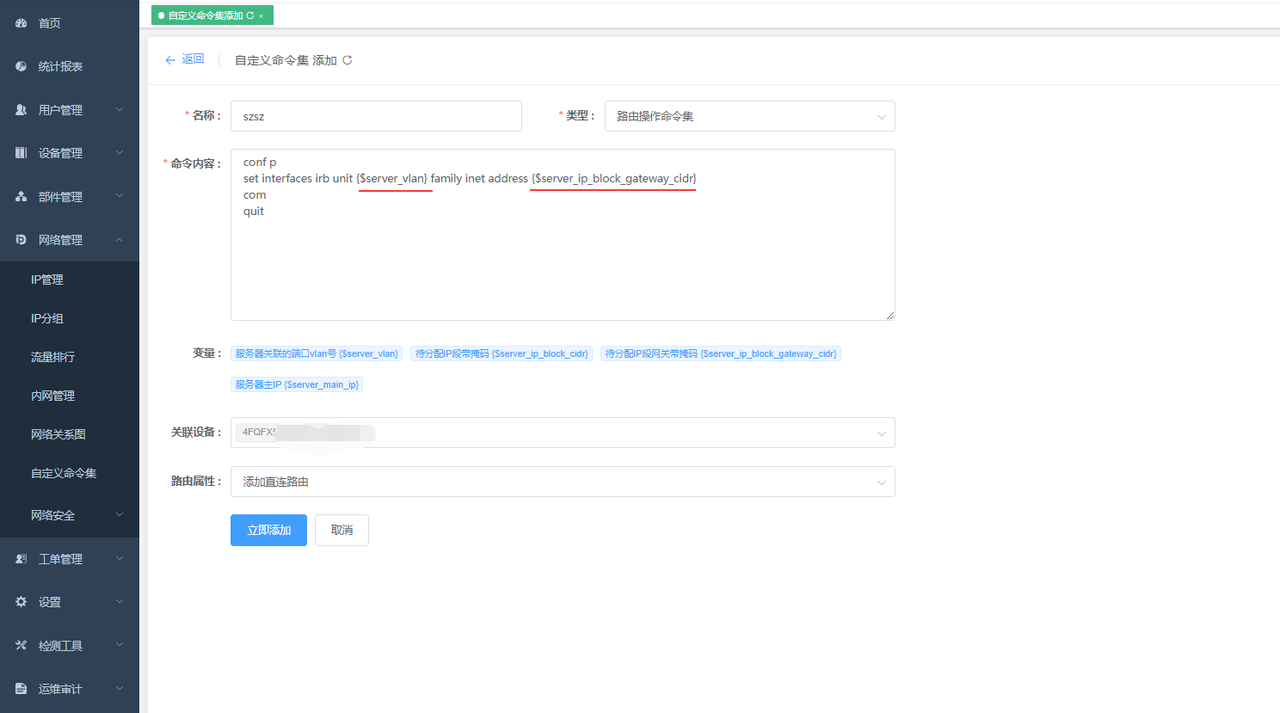 首页
统计报表
用户管理
设备管理
部件管理
网络管理
IP管理
IP分组
流量排行
内网管理
网络关系图
自定义命令集
网络安全
工单管理
设置
检测工具
运维审计
自定义命令集添加
返回 自定义命令集 添加
* 名称： szsz * 类型： 路由操作命令集
* 命令内容：
conf p
set interfaces irb unit {$server_vlan} family inet address {$server_ip_block_gateway_cidr}
com
quit
变量： 服务器关联的端口vlan号 {$server_vlan} 待分配IP段带掩码 {$server_ip_block_cidr} 待分配IP段网关带掩码 {$server_ip_block_gateway_cidr}
服务器主IP {$server_main_ip}
关联设备：
路由属性： 添加直连路由
立即添加 取消